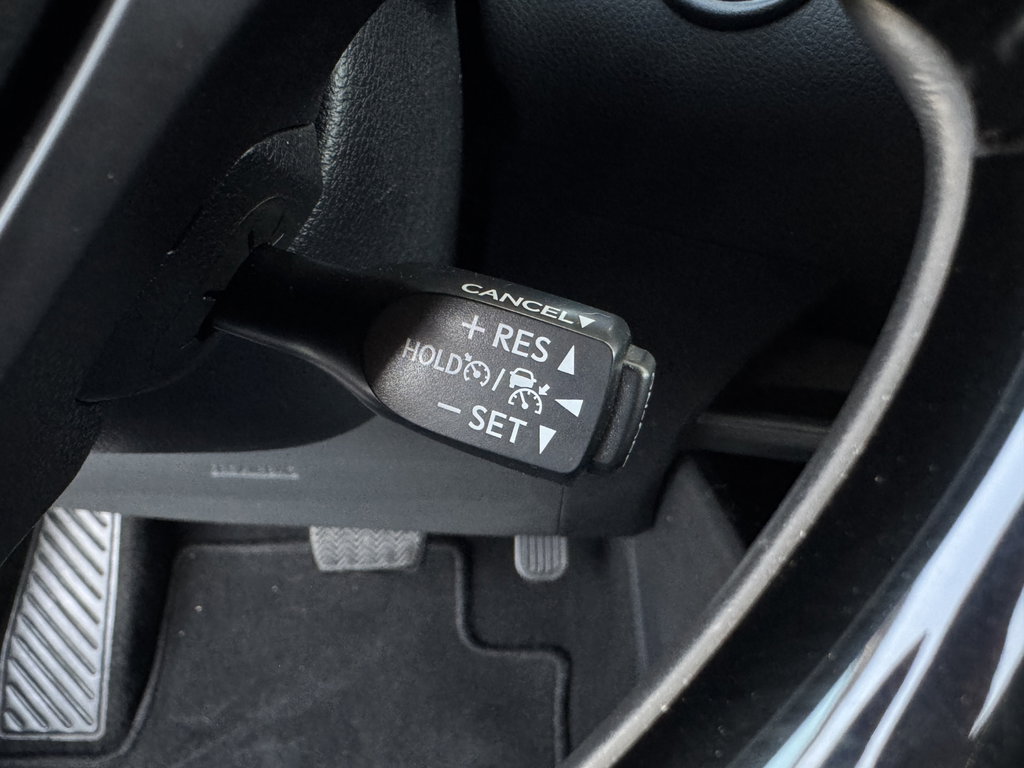 CANCEL▼
+ RES ▲
HOLD / ◀
− SET ▼